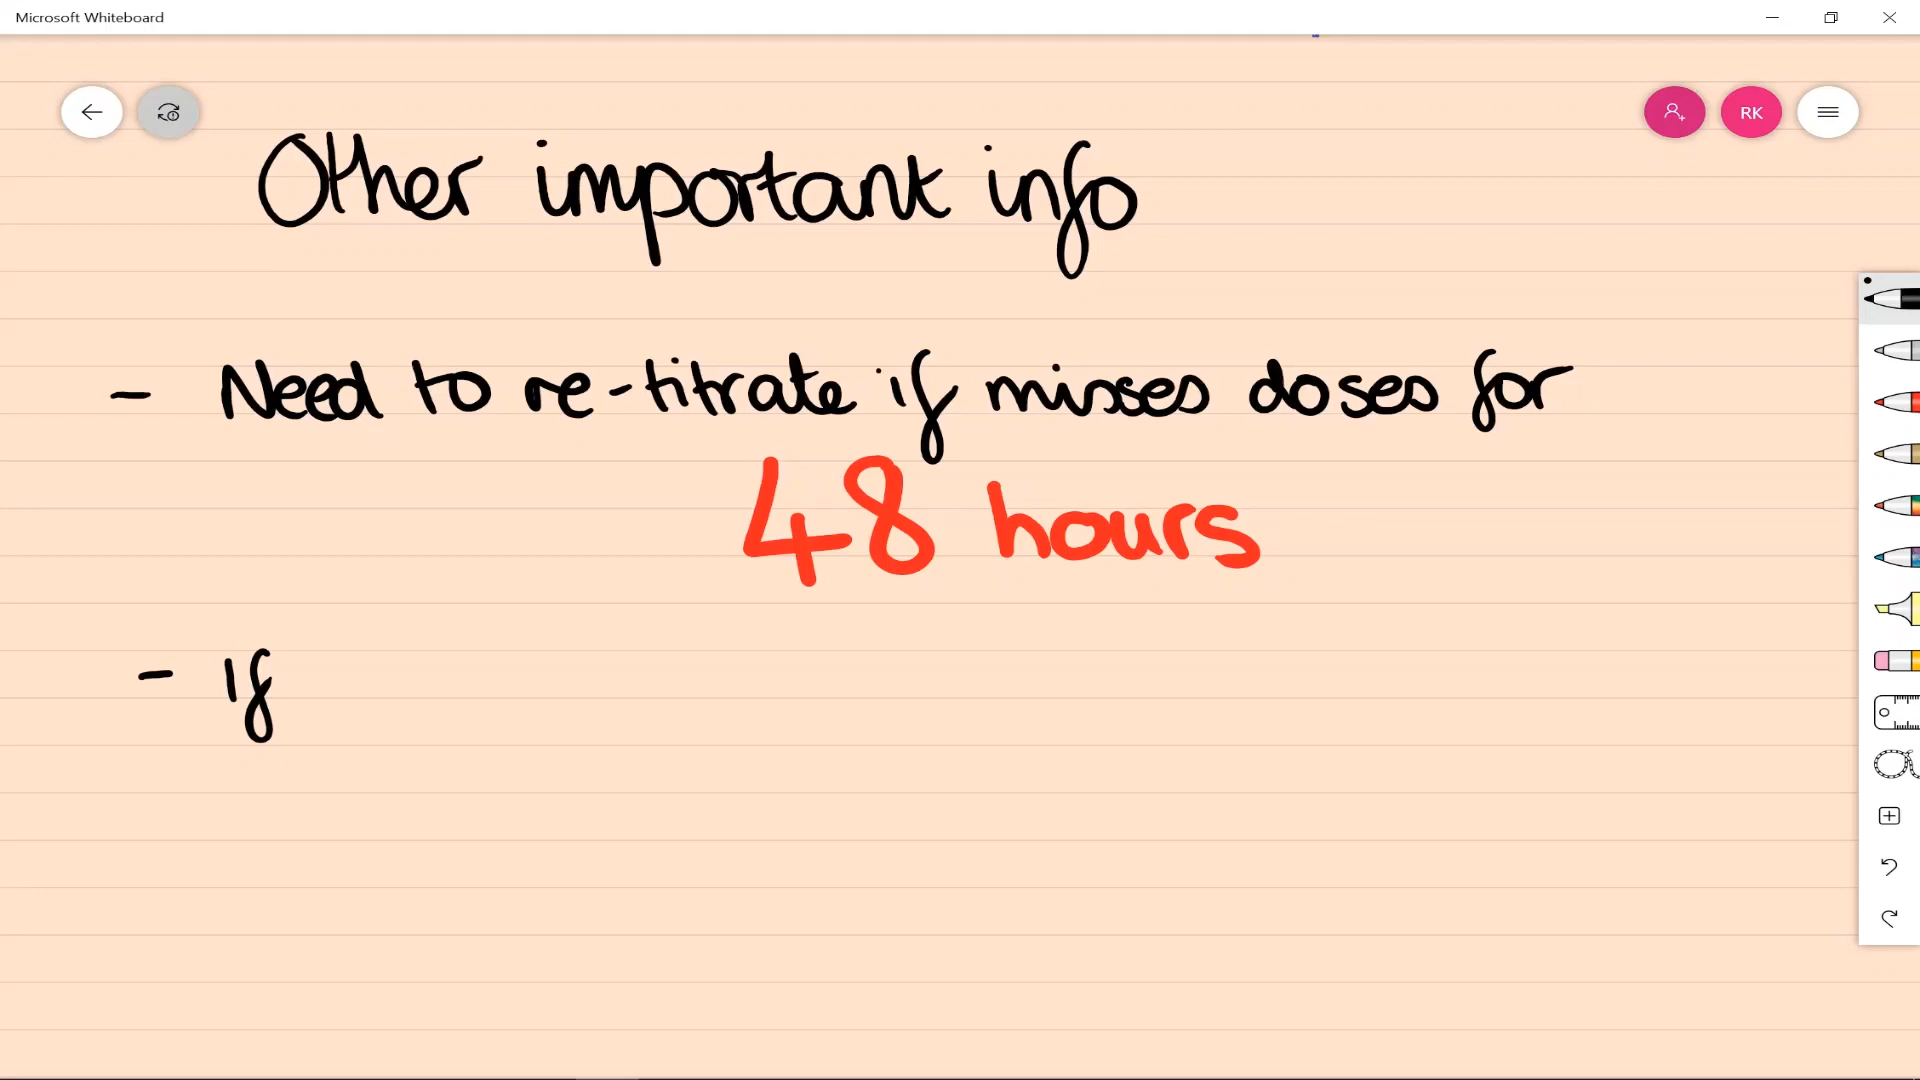 Microsoft Whiteboard
RK
Other important info
- Need to re-titrate if misses doses for
48 hours
- If